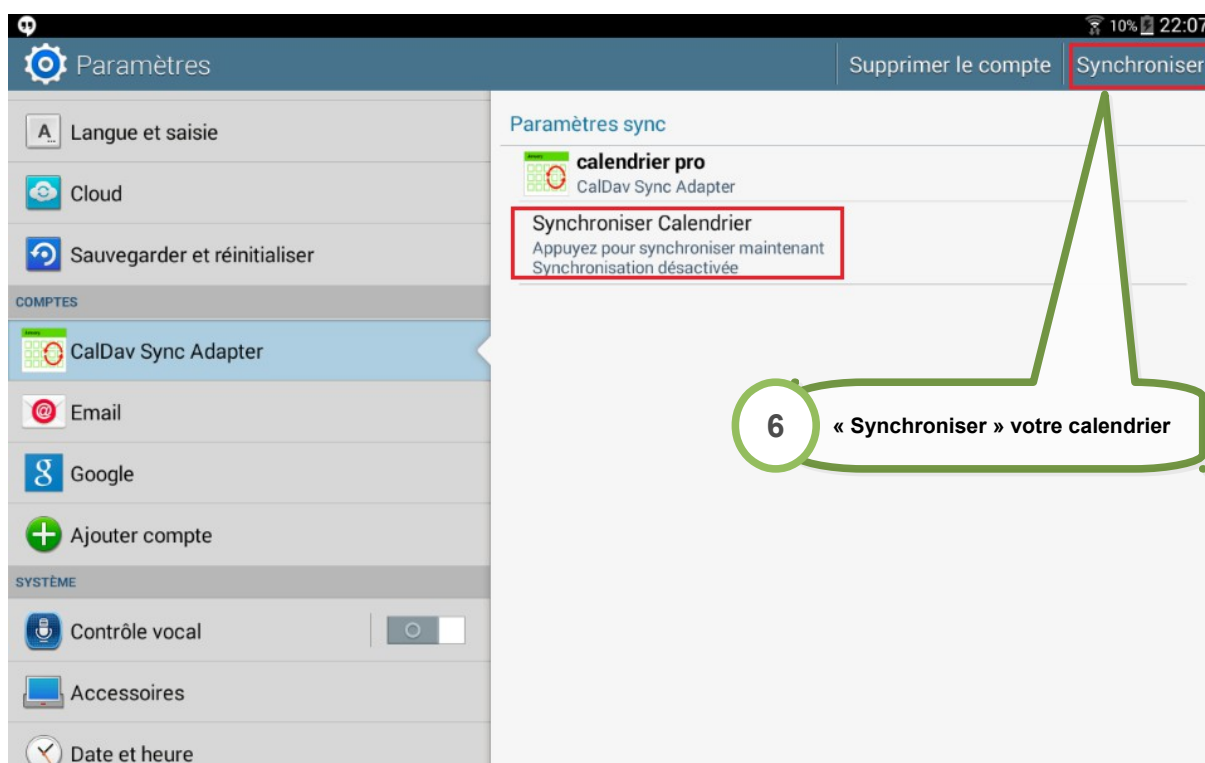 10% 22:07
Paramètres
Supprimer le compte
Synchroniser
A
Langue et saisie
Cloud
Sauvegarder et réinitialiser
COMPTES
CalDav Sync Adapter
@ Email
8 Google
Ajouter compte
SYSTÈME
Contrôle vocal
Accessoires
Date et heure
Paramètres sync
calendrier pro
CalDav Sync Adapter
Synchroniser Calendrier
Appuyez pour synchroniser maintenant
Synchronisation désactivée
6
« Synchroniser » votre calendrier